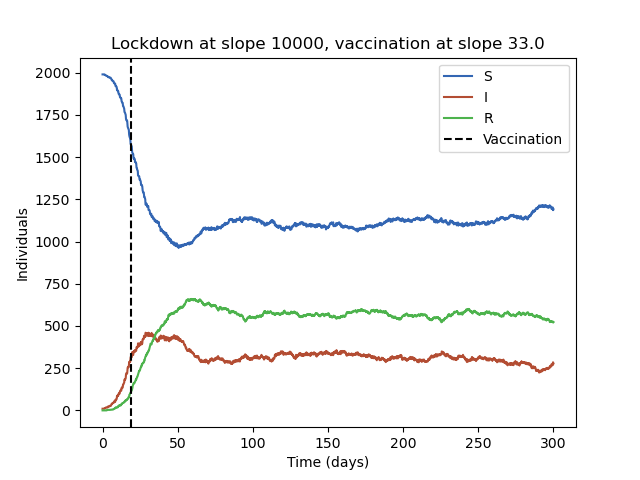 Lockdown at slope 10000, vaccination at slope 33.0
2000
1750
1500
1250
1000
750
500
250
0
Individuals
S
I
R
Vaccination
0 50 100 150 200 250 300
Time (days)